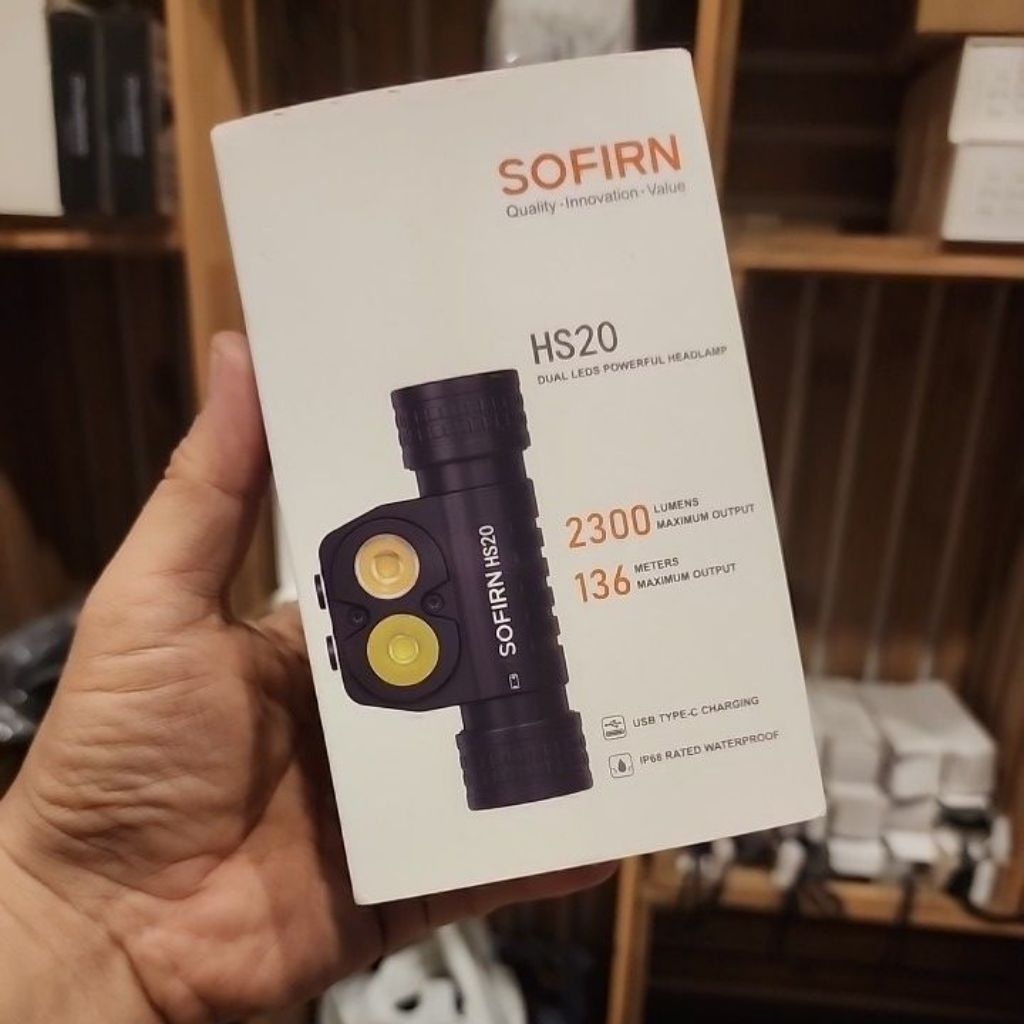 SOFIRN
Quality · Innovation · Value
HS20
DUAL LEDS POWERFUL HEADLAMP
2300 LUMENS
MAXIMUM OUTPUT
136 METERS
MAXIMUM OUTPUT
SOFIRN HS20
USB TYPE-C CHARGING
IP68 RATED WATERPROOF